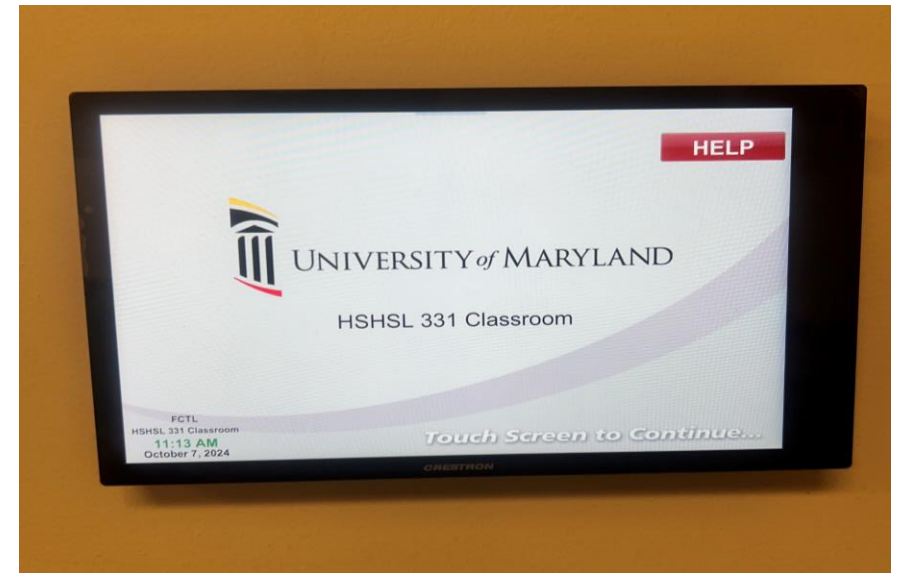 HELP
UNIVERSITY of MARYLAND
HSHSL 331 Classroom
FCTL
HSHSL 331 Classroom
11:13 AM
October 7, 2024
Touch Screen to Continue...
CRESTRON